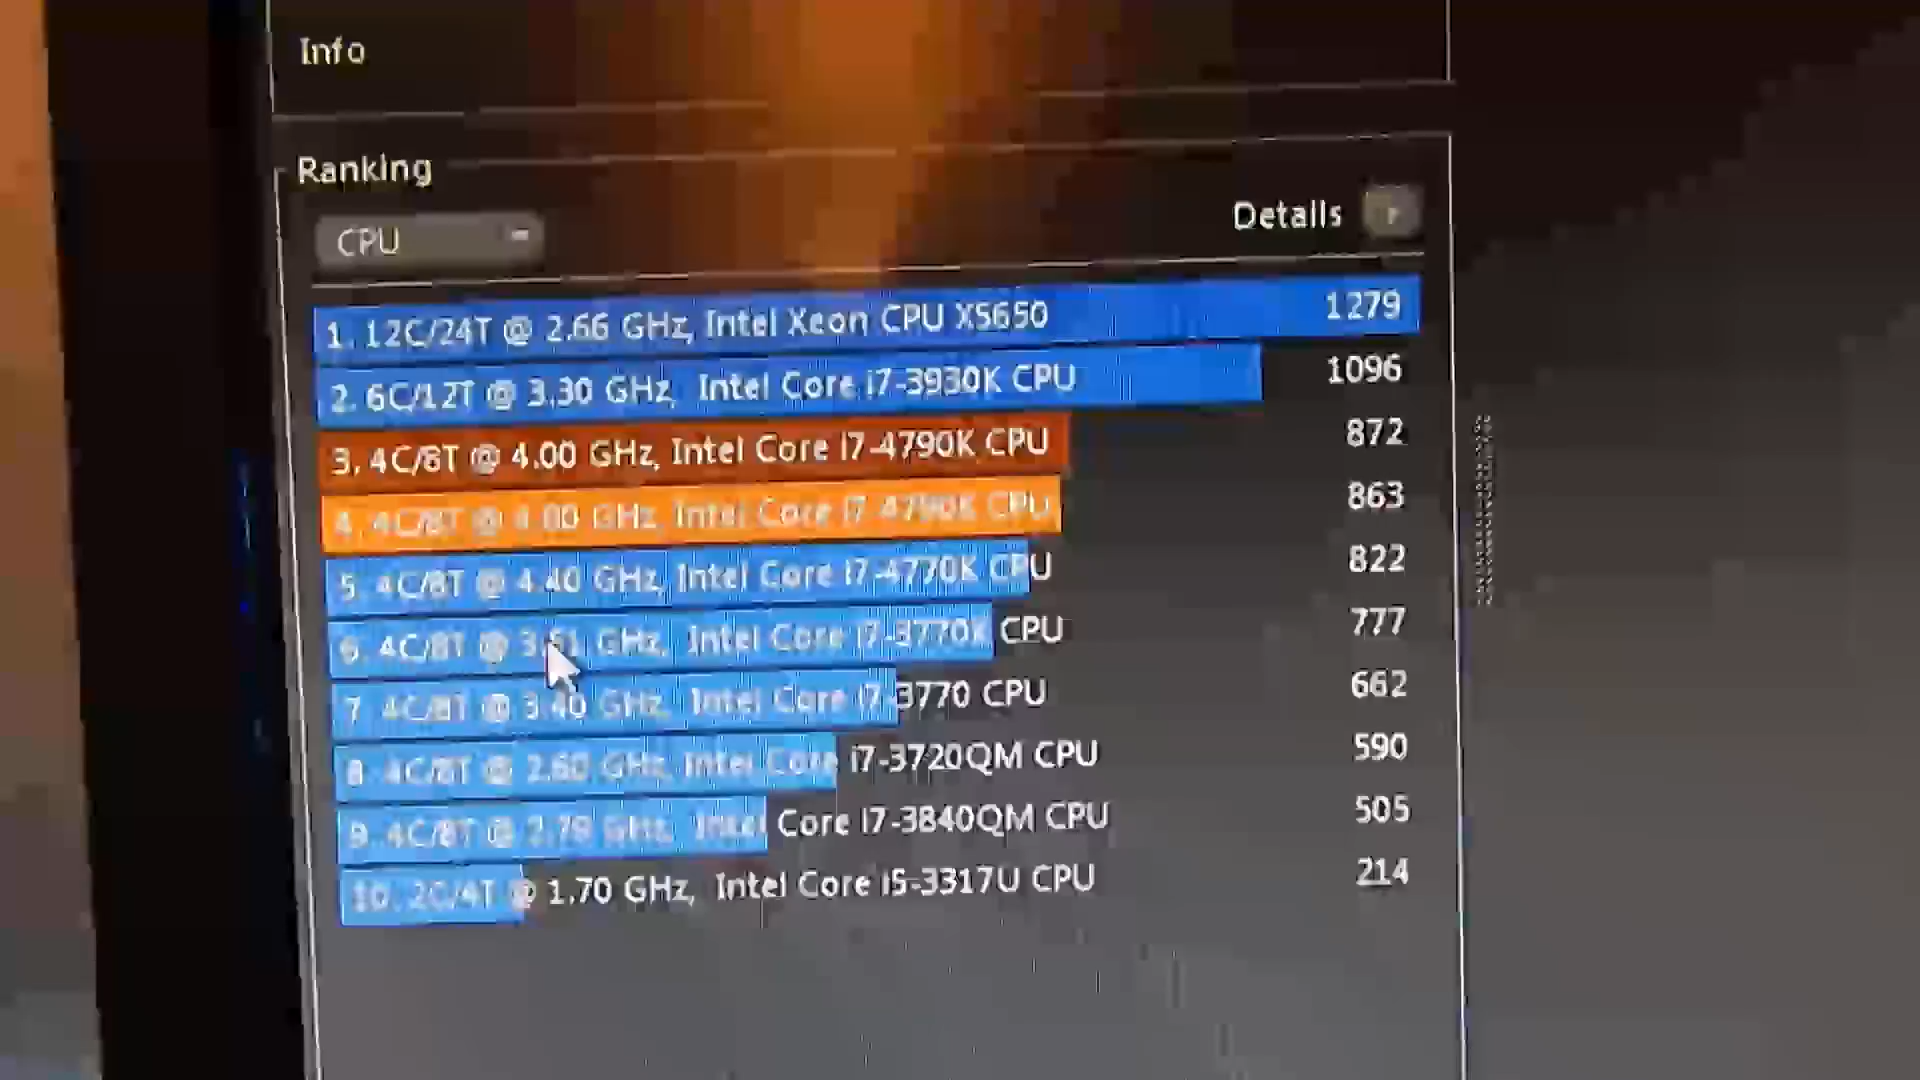 Info
Ranking
CPU
Details
1. 12C/24T @ 2.66 GHz, Intel Xeon CPU X5650 1279
2. 6C/12T @ 3.30 GHz, Intel Core i7-3930K CPU 1096
3. 4C/8T @ 4.00 GHz, Intel Core i7-4790K CPU 872
4. 4C/8T @ 4.00 GHz, Intel Core i7-4790K CPU 863
5. 4C/8T @ 4.40 GHz, Intel Core i7-4770K CPU 822
6. 4C/8T @ GHz, Intel Core i7-3770K CPU 777
7. 4C/8T @ 3.40 GHz, Intel Core i7-3770 CPU 662
8. 4C/8T @ 2.60 GHz, Intel Core i7-3720QM CPU 590
9. 4C/8T @ 2.79 GHz, Intel Core i7-3840QM CPU 505
10. 2C/4T @ 1.70 GHz, Intel Core i5-3317U CPU 214